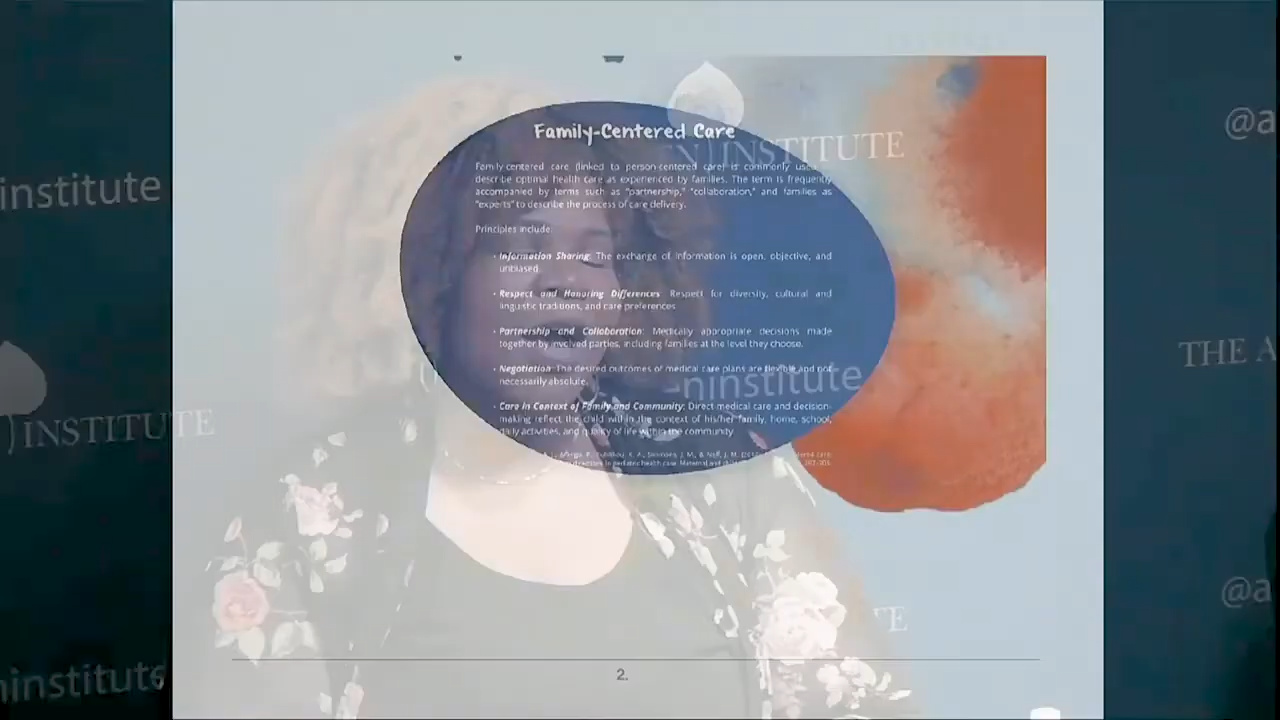 Family-Centered Care
Family-centered care (linked to person-centered care) is commonly
describe optimal health care as experienced by families. The term is frequently
accompanied by terms such as "partnership," "collaboration," and families as
"experts" to describe the process of care delivery.
Principles include:
· Information Sharing: The exchange of information is open, objective, and
unbiased.
· Respect and Honoring Differences: Respect for diversity, cultural and
linguistic traditions, and care preferences.
· Partnership and Collaboration: Medically appropriate decisions made
together by involved parties, including families at the level they choose.
· Negotiation: The desired outcomes of medical care plans are flexible and not
necessarily absolute.
· Care in Context of Family and Community: Direct medical care and decision-
making reflect the child within the context of his/her family, home, school,
daily activities, and quality of life within the community.
2.
institute
INSTITUTE
ninstitute
INSTITUTE
ninstitute
@a
THE A
@a
TE